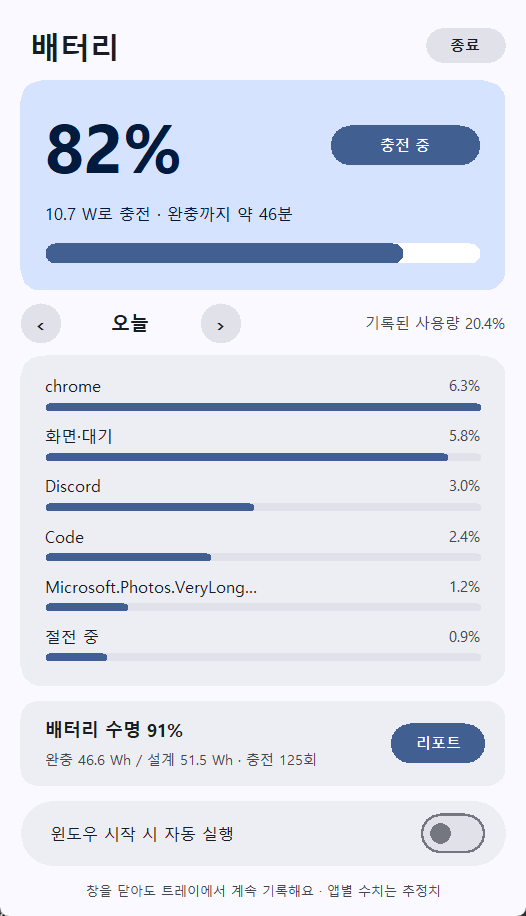 배터리
종료
82%
충전 중
10.7 W로 충전 · 완충까지 약 46분
‹
오늘
›
기록된 사용량 20.4%
chrome 6.3%
화면·대기 5.8%
Discord 3.0%
Code 2.4%
Microsoft.Photos.VeryLong... 1.2%
절전 중 0.9%
배터리 수명 91%
완충 46.6 Wh / 설계 51.5 Wh · 충전 125회
리포트
윈도우 시작 시 자동 실행
창을 닫아도 트레이에서 계속 기록해요 · 앱별 수치는 추정치